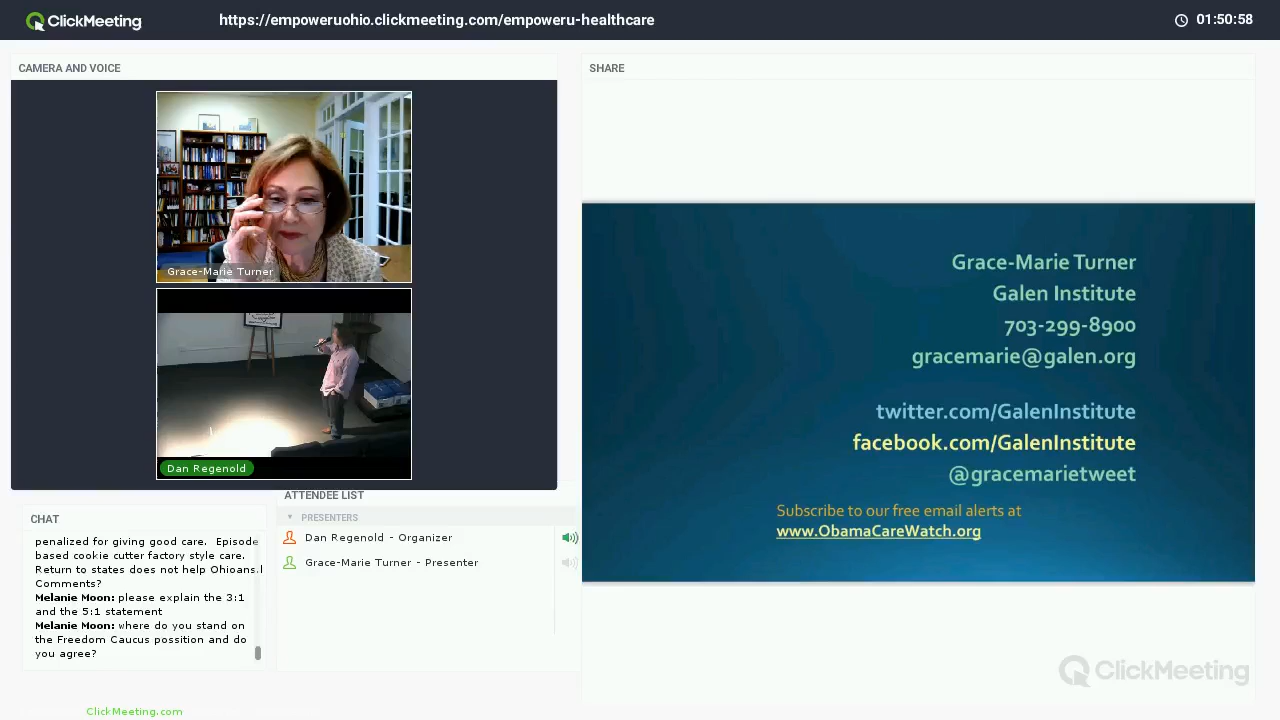 ClickMeeting
https://empoweruohio.clickmeeting.com/empoweru-healthcare
01:50:58
CAMERA AND VOICE
Grace-Marie Turner
Dan Regenold
CHAT
penalized for giving good care. Episode
based cookie cutter factory style care.
Return to states does not help Ohioans.
Comments?
Melanie Moon: please explain the 3:1
and the 5:1 statement
Melanie Moon: where do you stand on
the Freedom Caucus possition and do
you agree?
ATTENDEE LIST
PRESENTERS
Dan Regenold - Organizer
Grace-Marie Turner - Presenter
SHARE
Grace-Marie Turner
Galen Institute
703-299-8900
gracemarie@galen.org
twitter.com/GalenInstitute
facebook.com/GalenInstitute
@gracemarietweet
Subscribe to our free email alerts at
www.ObamaCareWatch.org
ClickMeeting
ClickMeeting.com